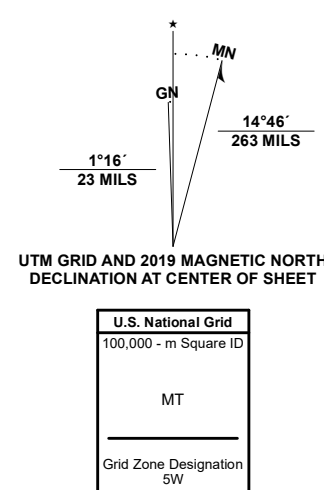 MN
GN
14°46´
263 MILS
1°16´
23 MILS
UTM GRID AND 2019 MAGNETIC NORTH
DECLINATION AT CENTER OF SHEET
U.S. National Grid
100,000 - m Square ID
MT
Grid Zone Designation
5W